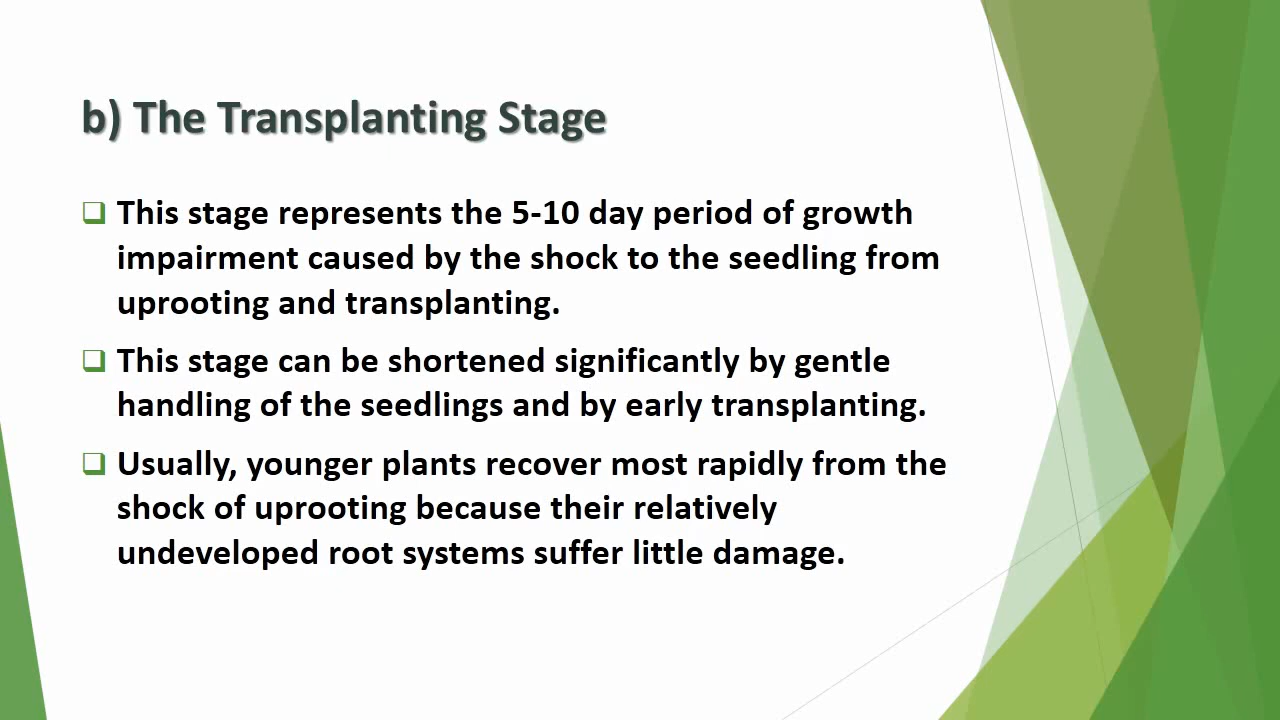 b) The Transplanting Stage
This stage represents the 5-10 day period of growth
impairment caused by the shock to the seedling from
uprooting and transplanting.
This stage can be shortened significantly by gentle
handling of the seedlings and by early transplanting.
Usually, younger plants recover most rapidly from the
shock of uprooting because their relatively
undeveloped root systems suffer little damage.